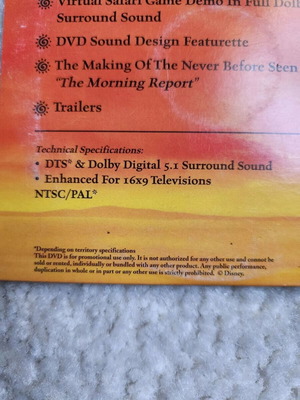 Virtual Safari Game Demo In Full Dol
Surround Sound
DVD Sound Design Featurette
The Making Of The Never Before Seen
"The Morning Report"
Trailers
Technical Specifications:
• DTS* & Dolby Digital 5.1 Surround Sound
• Enhanced For 16x9 Televisions
NTSC/PAL*
*Depending on territory specifications
This DVD is for promotional use only. It is not authorized for any other use and cannot be
sold or rented, individually or bundled with any other product. Any public performance,
duplication in whole or in part or any other use is strictly prohibited. © Disney.